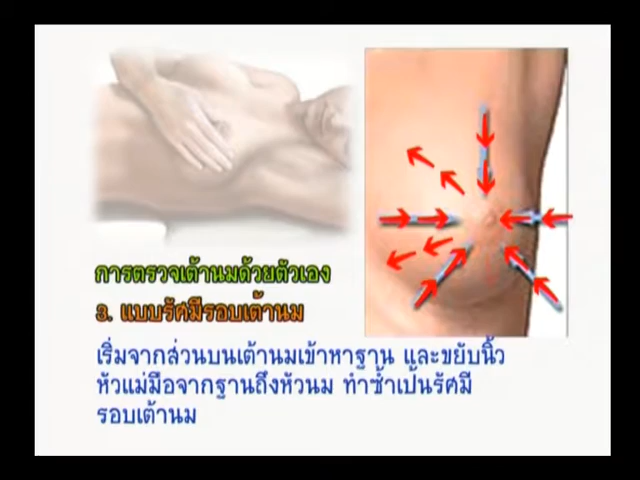 การตรวจเต้านมด้วยตัวเอง
3. แบบรัศมีรอบเต้านม
เริ่มจากส่วนบนเต้านมเข้าหาฐาน และขยับนิ้ว
หัวแม่มือจากฐานถึงหัวนม ทำซ้ำเป็นรัศมี
รอบเต้านม